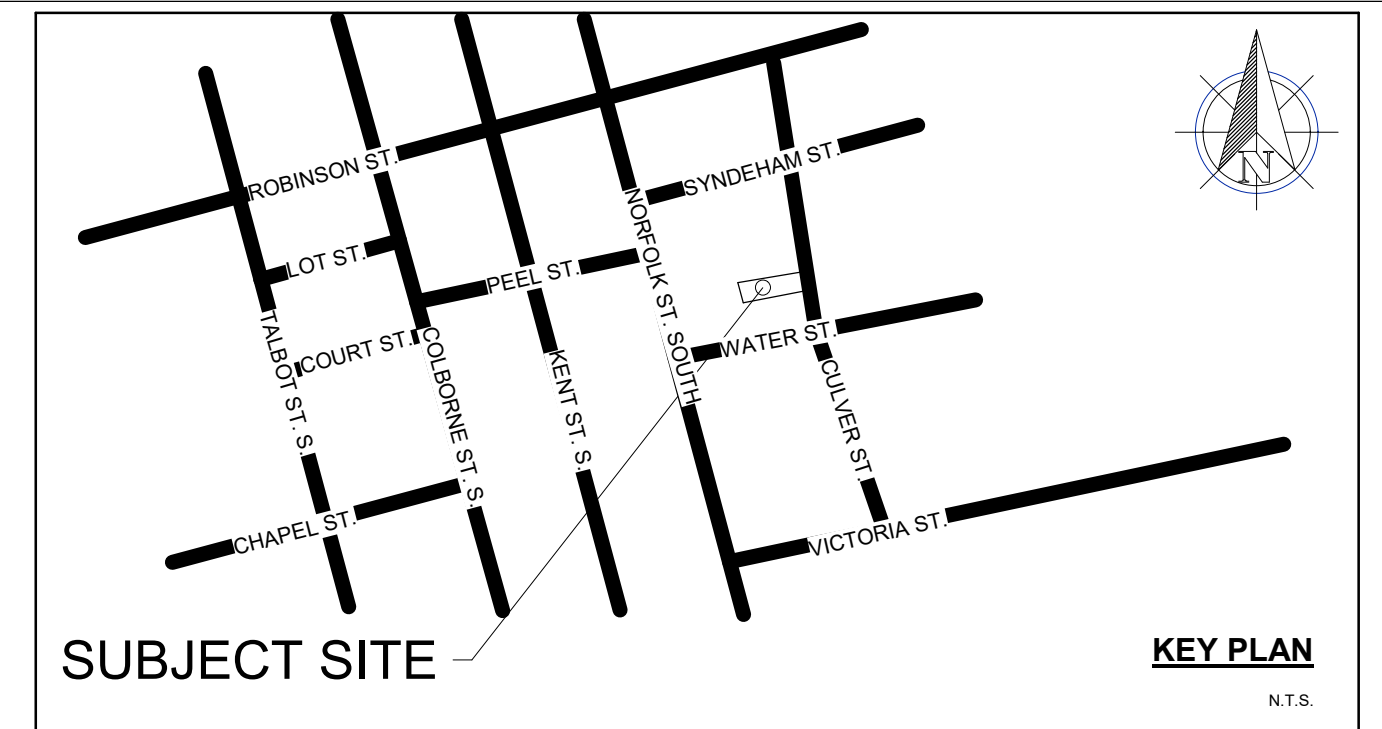 ROBINSON ST.
SYNDEHAM ST.
N
NORFOLK ST. SOUTH
LOT ST.
PEEL ST.
TALBOT ST. S.
COURT ST.
COLBORNE ST. S.
KENT ST. S.
WATER ST.
CULVER ST.
CHAPEL ST.
VICTORIA ST.
SUBJECT SITE
KEY PLAN
N.T.S.